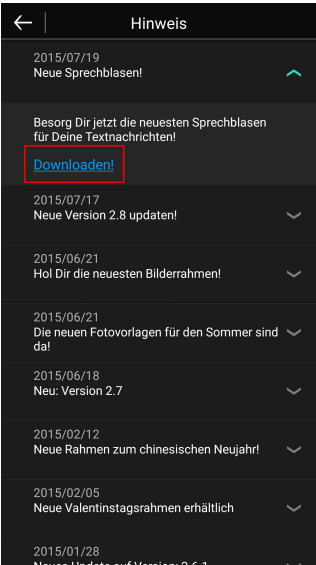 Hinweis
2015/07/19
Neue Sprechblasen!
Besorg Dir jetzt die neuesten Sprechblasen
für Deine Textnachrichten!
Downloaden!
2015/07/17
Neue Version 2.8 updaten!
2015/06/21
Hol Dir die neuesten Bilderrahmen!
2015/06/21
Die neuen Fotovorlagen für den Sommer sind
da!
2015/06/18
Neu: Version 2.7
2015/02/12
Neue Rahmen zum chinesischen Neujahr!
2015/02/05
Neue Valentinstagsrahmen erhältlich
2015/01/28